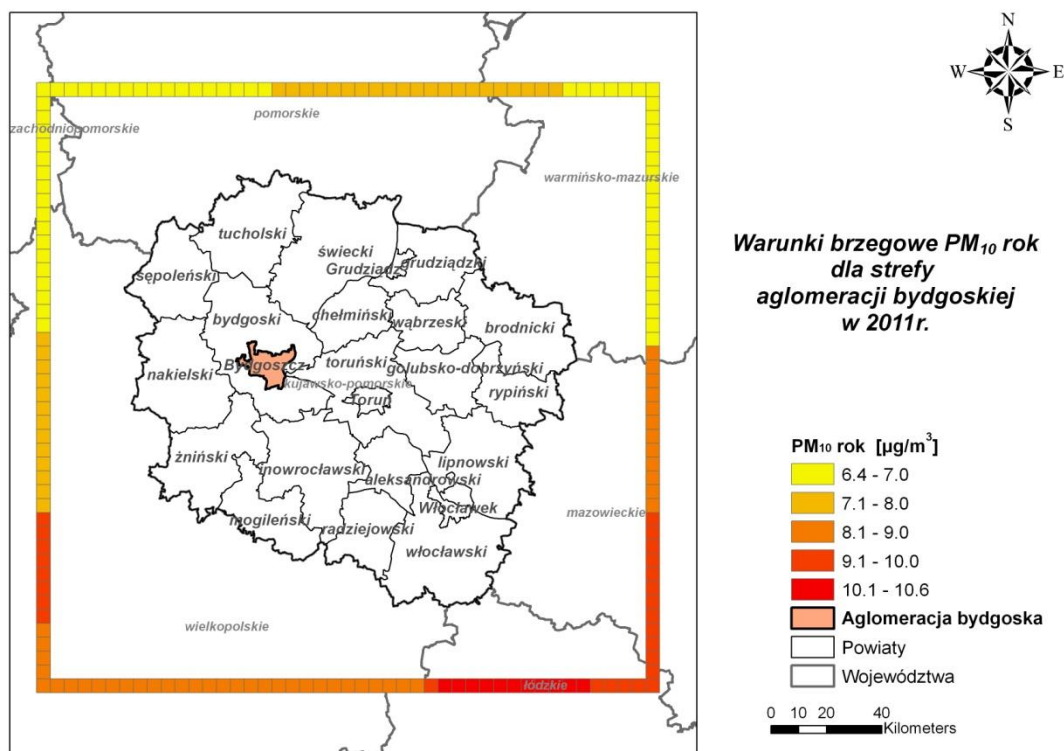 N
W E
S
pomorskie
zachodniopomorskie
warmińsko-mazurskie
tucholski
świecki
Grudziądz
grudziądzki
sępoleński
bydgoski
chełmiński
wąbrzeski
brodnicki
Bydgoszcz
toruński
golubsko-dobrzyński
nakielski
kujawsko-pomorskie
rypiński
Toruń
żniński
inowrocławski
lipnowski
aleksandrowski
Włocławek
mogileński
radziejowski
mazowieckie
włocławski
wielkopolskie
łódzkie
Warunki brzegowe PM10 rok
dla strefy
aglomeracji bydgoskiej
w 2011r.
PM10 rok [µg/m³]
6.4 - 7.0
7.1 - 8.0
8.1 - 9.0
9.1 - 10.0
10.1 - 10.6
Aglomeracja bydgoska
Powiaty
Województwa
0 10 20 40
Kilometers